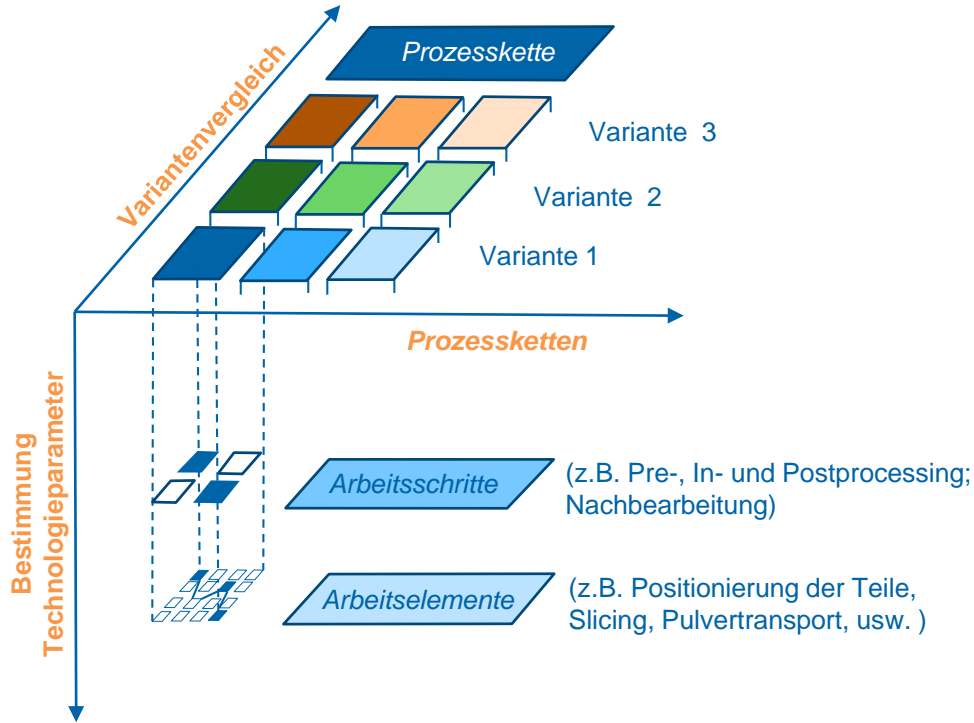 Prozesskette
Variantenvergleich
Variante 3
Variante 2
Variante 1
Prozessketten
Bestimmung
Technologieparameter
Arbeitsschritte
(z.B. Pre-, In- und Postprocessing;
Nachbearbeitung)
Arbeitselemente
(z.B. Positionierung der Teile,
Slicing, Pulvertransport, usw. )